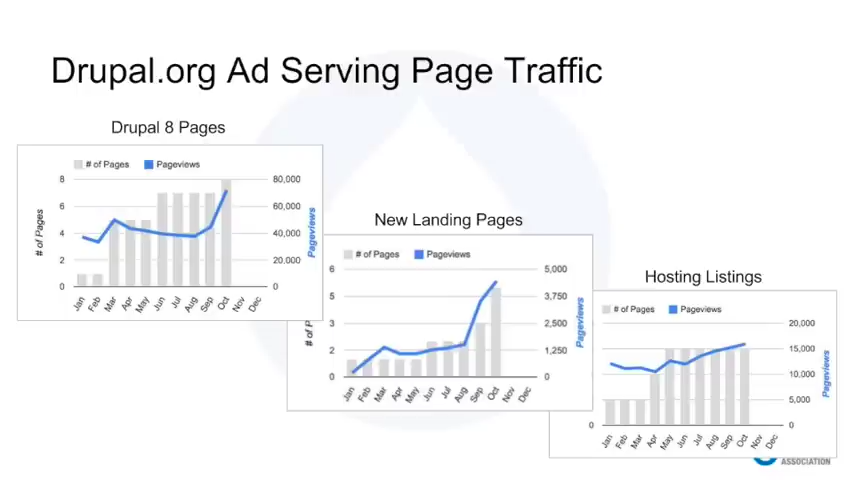 Drupal.org Ad Serving Page Traffic
Drupal 8 Pages
# of Pages
Pageviews
8
6
4
2
0
80,000
60,000
40,000
20,000
0
# of Pages
Pageviews
Jan
Feb
Mar
Apr
May
Jun
Jul
Aug
Sep
Oct
Nov
Dec
New Landing Pages
# of Pages
Pageviews
6
5
3
2
0
5,000
3,750
2,500
1,250
0
# of P
Pageviews
Jan
Feb
Mar
Apr
May
Jun
Jul
Aug
Sep
Oct
Nov
Dec
Hosting Listings
# of Pages
Pageviews
0
20,000
15,000
10,000
5,000
0
Pageviews
Jan
Feb
Mar
Apr
May
Jun
Jul
Aug
Sep
Oct
Nov
Dec
ASSOCIATION